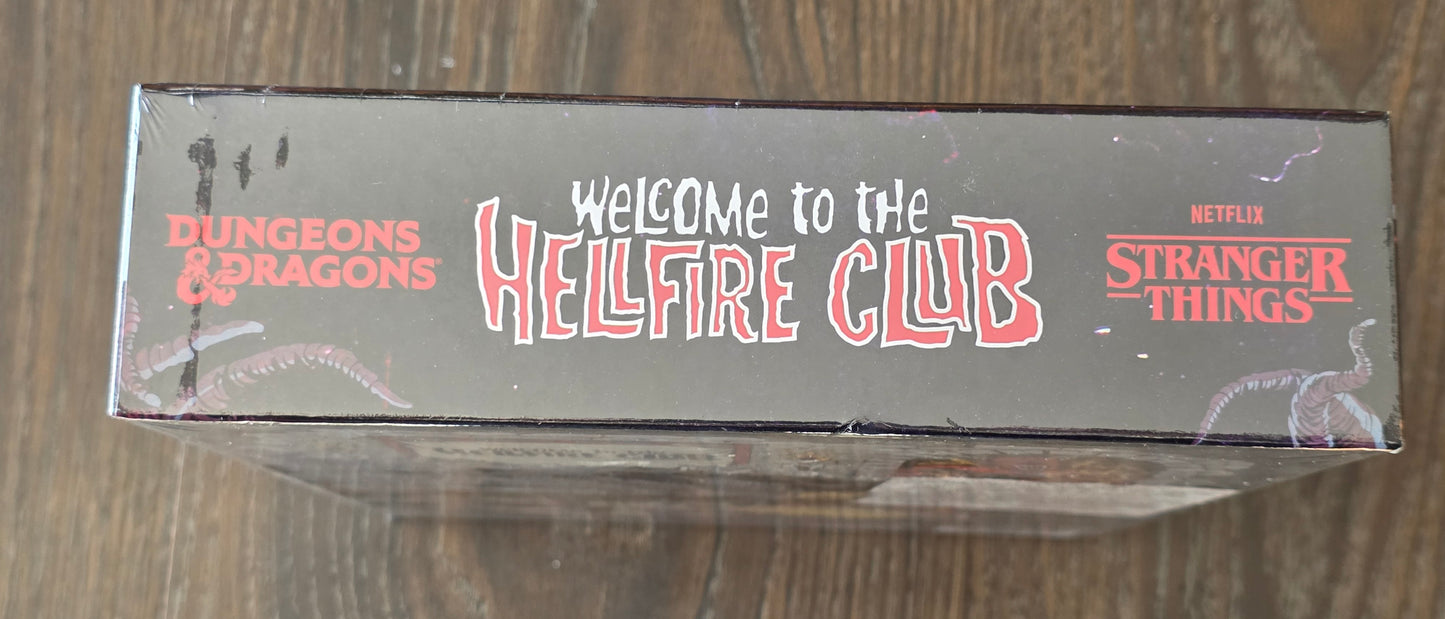 DUNGEONS
& DRAGONS®
WELCOME to the
HELLFIRE CLUB
NETFLIX
STRANGER
THINGS